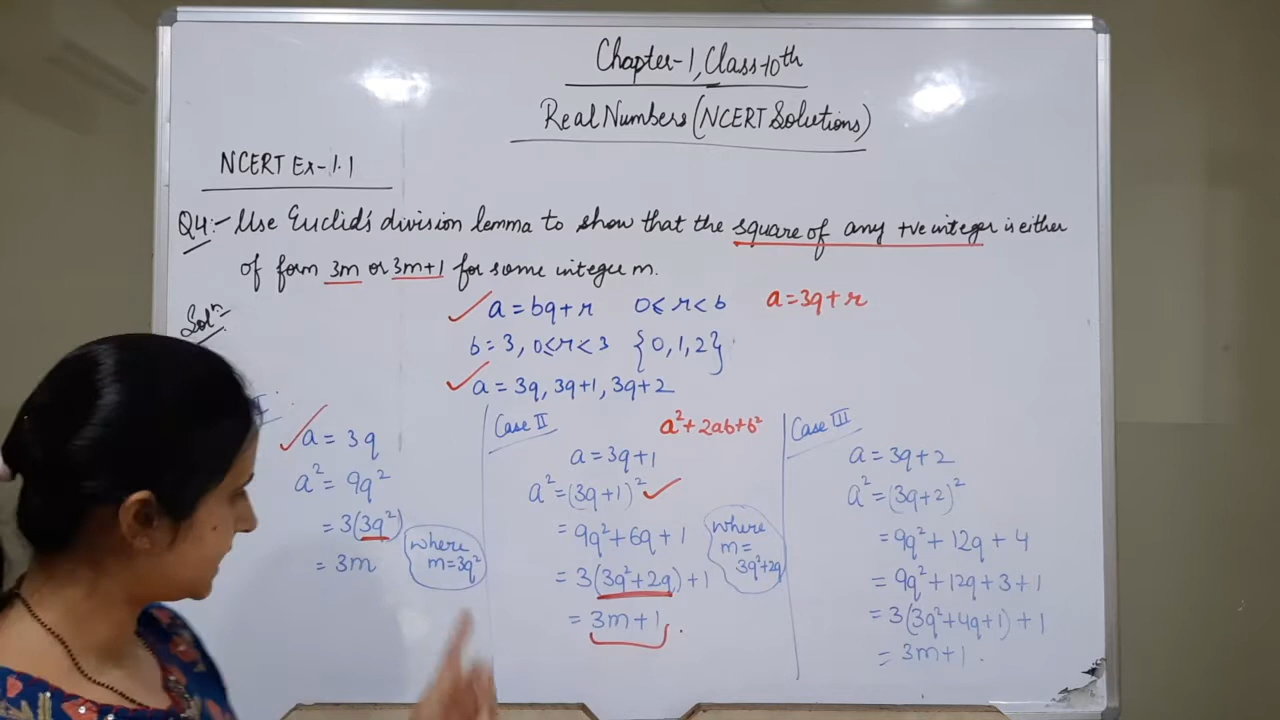 Chapter-1, Class-10th
Real Numbers (NCERT Solutions)
NCERT Ex-1.1
Q4:- Use Euclid's division lemma to show that the square of any +ve integer is either
of form 3m or 3m+1 for some integer m.
Solⁿ
a = bq + r 0 ≤ r < b a = 3q + r
b = 3, 0 ≤ r < 3 {0, 1, 2}
a = 3q, 3q+1, 3q+2
I
a = 3q
a² = 9q²
= 3(3q²)
= 3m
where
m = 3q²
Case II
a² + 2ab + b²
a = 3q + 1
a² = (3q+1)²
= 9q² + 6q + 1
= 3(3q² + 2q) + 1
= 3m + 1.
where
m =
3q² + 2q
Case III
a = 3q + 2
a² = (3q+2)²
= 9q² + 12q + 4
= 9q² + 12q + 3 + 1
= 3(3q² + 4q + 1) + 1
= 3m + 1.